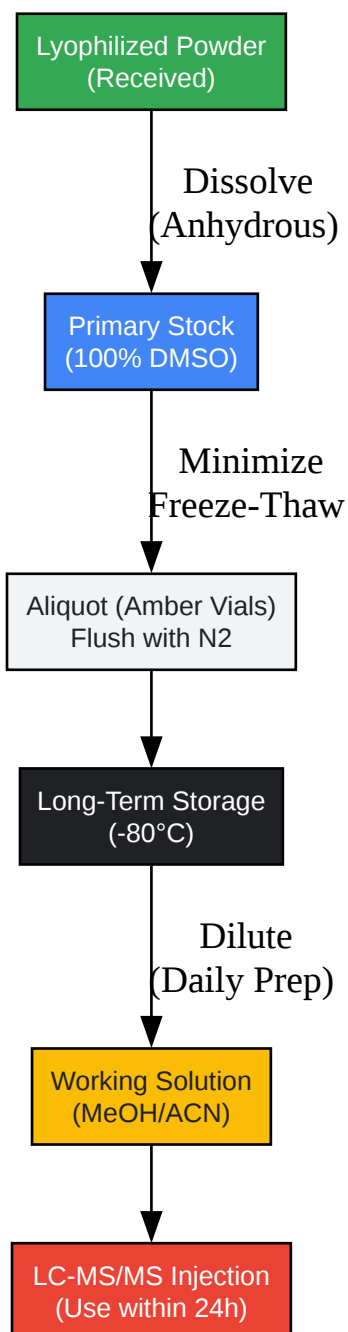 Lyophilized Powder
(Received)
Dissolve
(Anhydrous)
Primary Stock
(100% DMSO)
Minimize
Freeze-Thaw
Aliquot (Amber Vials)
Flush with N2
Long-Term Storage
(-80°C)
Dilute
(Daily Prep)
Working Solution
(MeOH/ACN)
LC-MS/MS Injection
(Use within 24h)